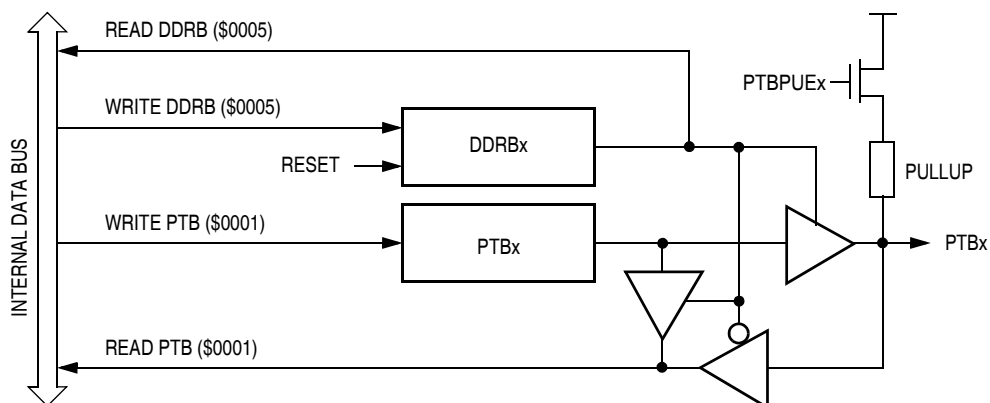 READ DDRB ($0005)
PTBPUEx
WRITE DDRB ($0005)
DDRBx
RESET
PULLUP
INTERNAL DATA BUS
WRITE PTB ($0001)
PTBx
PTBx
READ PTB ($0001)